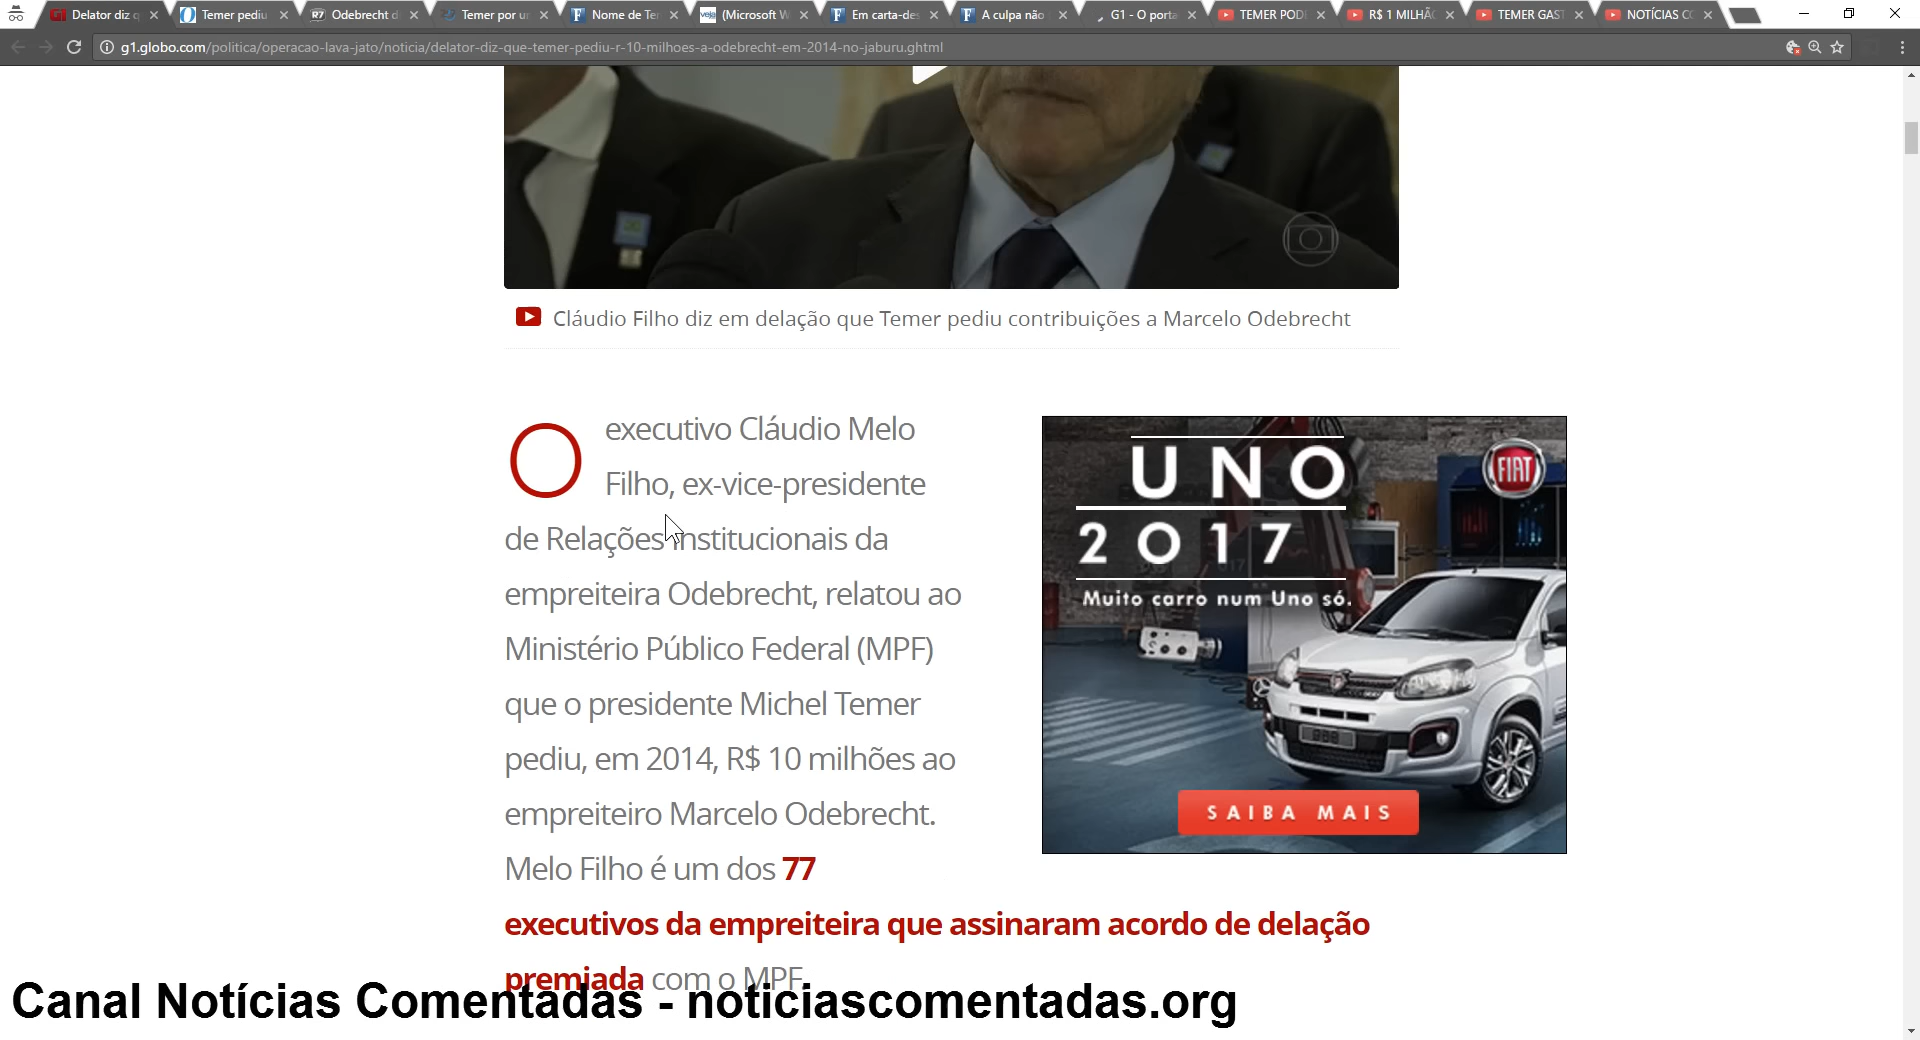 Delator diz q
Temer pediu
R7 Odebrecht d
Temer por ur
Nome de Te
veja (Microsoft W
Em carta-des
A culpa não
G1 - O porta
TEMER POD
R$ 1 MILHÃO
TEMER GAST
NOTÍCIAS CO
g1.globo.com/politica/operacao-lava-jato/noticia/delator-diz-que-temer-pediu-r-10-milhoes-a-odebrecht-em-2014-no-jaburu.ghtml
Cláudio Filho diz em delação que Temer pediu contribuições a Marcelo Odebrecht
O executivo Cláudio Melo
Filho, ex-vice-presidente
de Relações Institucionais da
empreiteira Odebrecht, relatou ao
Ministério Público Federal (MPF)
que o presidente Michel Temer
pediu, em 2014, R$ 10 milhões ao
empreiteiro Marcelo Odebrecht.
Melo Filho é um dos 77
executivos da empreiteira que assinaram acordo de delação
premiada com o MPF.
UNO
2017
Muito carro num Uno só.
FIAT
SAIBA MAIS
Canal Notícias Comentadas - noticiascomentadas.org